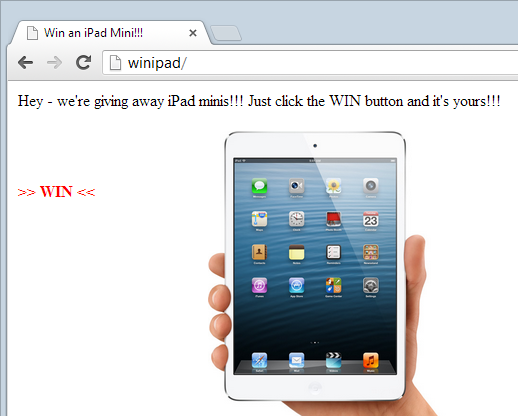 Win an iPad Mini!!!
winipad/
Hey - we're giving away iPad minis!!! Just click the WIN button and it's yours!!!
>> WIN <<
23